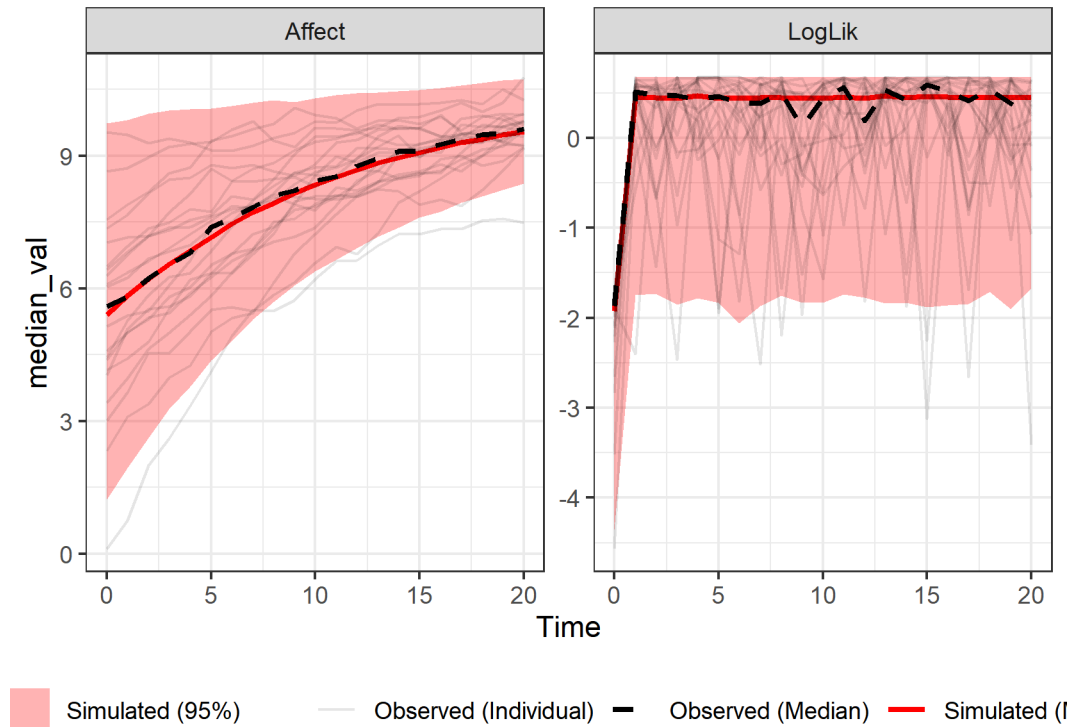 Affect
LogLik
median_val
9
6
3
0
0
-1
-2
-3
-4
0 5 10 15 20
0 5 10 15 20
Time
Simulated (95%) Observed (Individual) Observed (Median) Simulated (